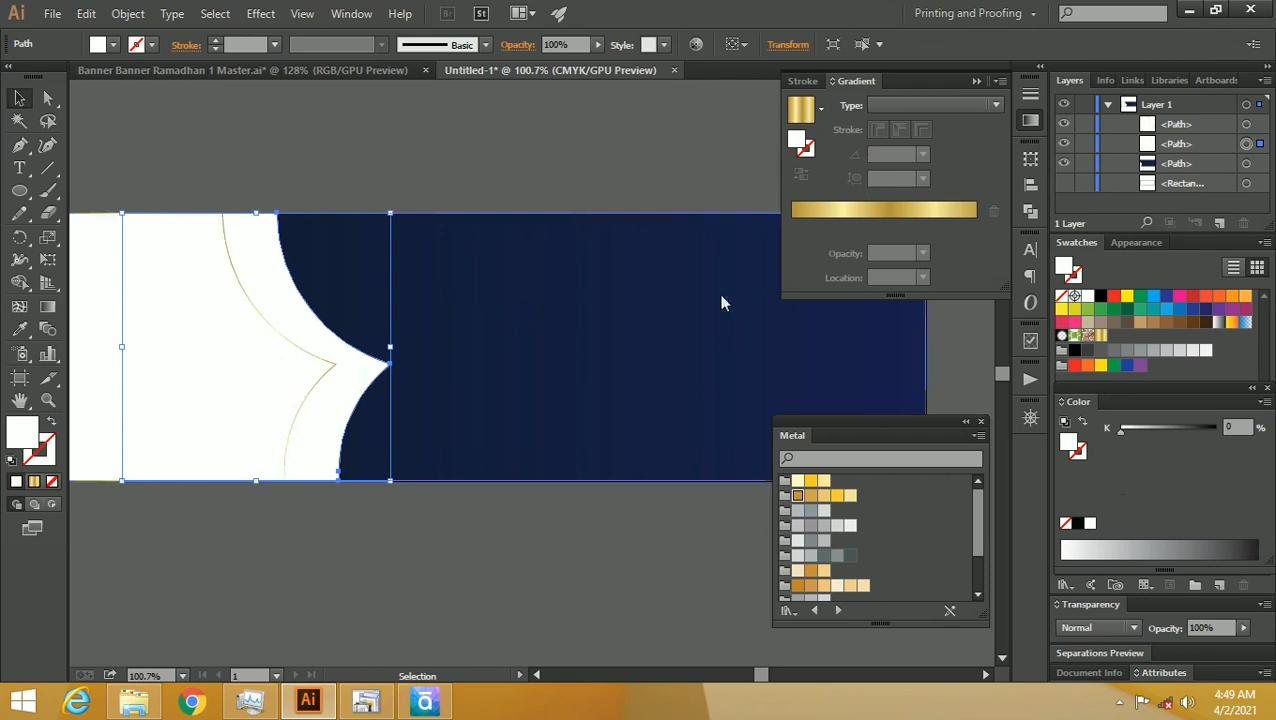 Ai File Edit Object Type Select Effect View Window Help Br St Printing and Proofing
Path Stroke: Basic Opacity: 100% Style: Transform
Banner Banner Ramadhan 1 Master.ai* @ 128% (RGB/GPU Preview) × Untitled-1* @ 100.7% (CMYK/GPU Preview) ×
Stroke Gradient
Type:
Stroke:
Opacity:
Location:
Layers Info Links Libraries Artboards
Layer 1
<Path>
<Path>
<Path>
<Rectan...
1 Layer
Swatches Appearance
Color
K 0 %
Metal
Transparency
Normal Opacity: 100%
Separations Preview
Document Info Attributes
100.7% 1 Selection
Ai
4:49 AM
4/2/2021